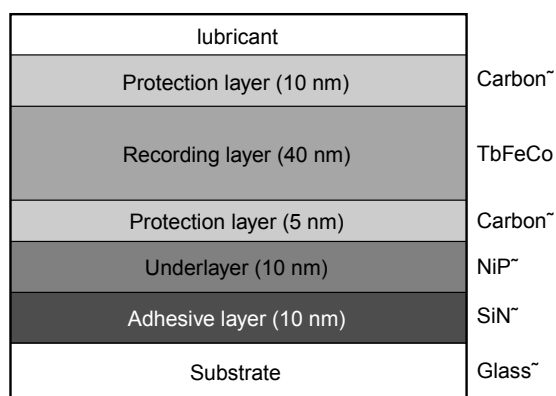 lubricant
Protection layer (10 nm) Carbon˜
Recording layer (40 nm) TbFeCo
Protection layer (5 nm) Carbon˜
Underlayer (10 nm) NiP˜
Adhesive layer (10 nm) SiN˜
Substrate Glass˜